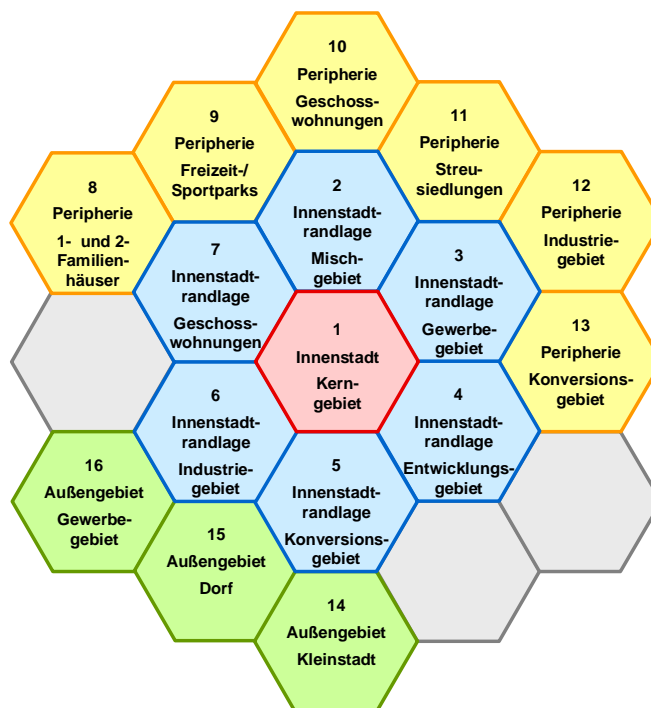 10
Peripherie
Geschoss-
wohnungen
9
Peripherie
Freizeit-/
Sportparks
11
Peripherie
Streu-
siedlungen
8
Peripherie
1- und 2-
Familien-
häuser
2
Innenstadt-
randlage
Misch-
gebiet
12
Peripherie
Industrie-
gebiet
7
Innenstadt-
randlage
Geschoss-
wohnungen
3
Innenstadt-
randlage
Gewerbe-
gebiet
1
Innenstadt
Kern-
gebiet
13
Peripherie
Konversions-
gebiet
6
Innenstadt-
randlage
Industrie-
gebiet
4
Innenstadt-
randlage
Entwicklungs-
gebiet
16
Außengebiet
Gewerbe-
gebiet
5
Innenstadt-
randlage
Konversions-
gebiet
15
Außengebiet
Dorf
14
Außengebiet
Kleinstadt